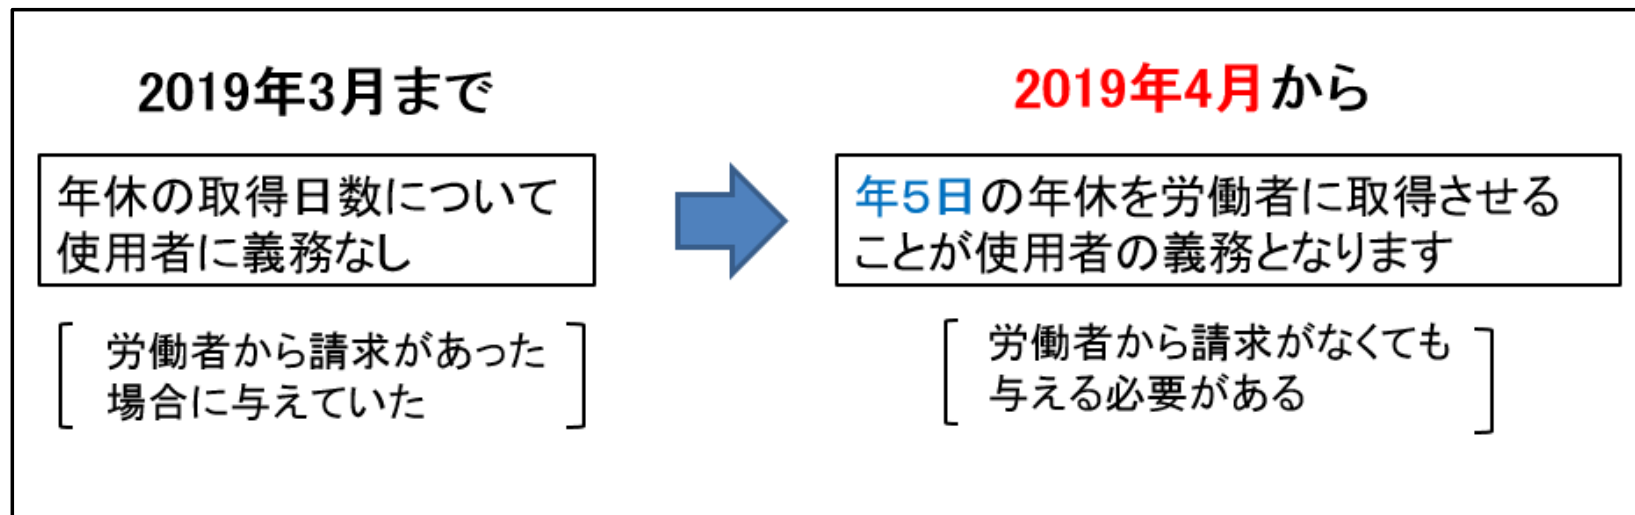 2019年3月まで
年休の取得日数について
使用者に義務なし
労働者から請求があった
場合に与えていた
2019年4月から
年5日の年休を労働者に取得させる
ことが使用者の義務となります
労働者から請求がなくても
与える必要がある